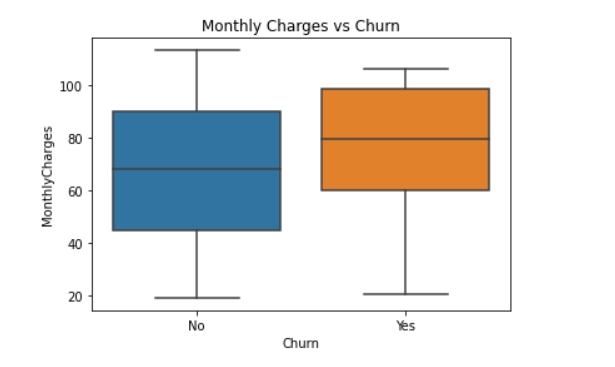 Monthly Charges vs Churn
MonthlyCharges
100
80
60
40
20
No Yes
Churn